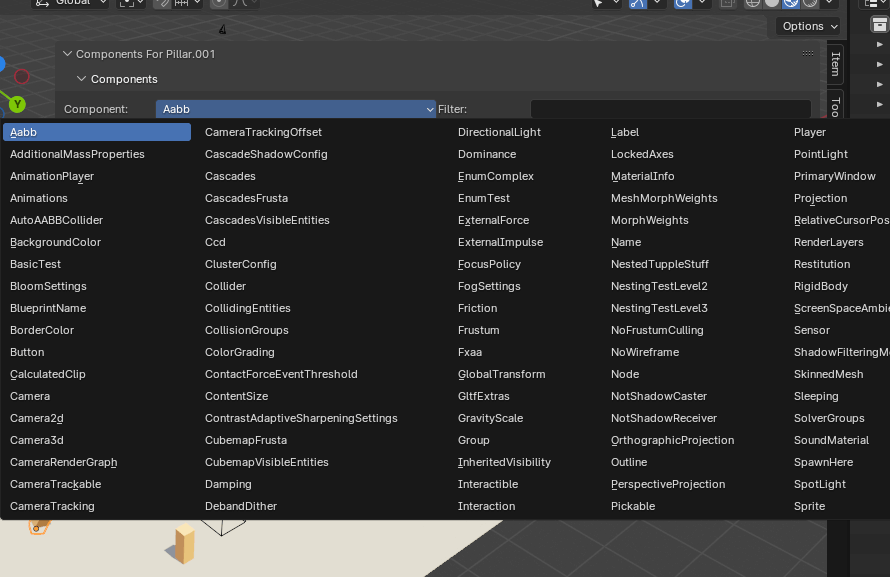 Global
Options
Components For Pillar.001
Item
Components
Component: Aabb Filter:
Too
Y
Aabb
AdditionalMassProperties
AnimationPlayer
Animations
AutoAABBCollider
BackgroundColor
BasicTest
BloomSettings
BlueprintName
BorderColor
Button
CalculatedClip
Camera
Camera2d
Camera3d
CameraRenderGraph
CameraTrackable
CameraTracking
CameraTrackingOffset
CascadeShadowConfig
Cascades
CascadesFrusta
CascadesVisibleEntities
Ccd
ClusterConfig
Collider
CollidingEntities
CollisionGroups
ColorGrading
ContactForceEventThreshold
ContentSize
ContrastAdaptiveSharpeningSettings
CubemapFrusta
CubemapVisibleEntities
Damping
DebandDither
DirectionalLight
Dominance
EnumComplex
EnumTest
ExternalForce
ExternalImpulse
FocusPolicy
FogSettings
Friction
Frustum
Fxaa
GlobalTransform
GltfExtras
GravityScale
Group
InheritedVisibility
Interactible
Interaction
Label
LockedAxes
MaterialInfo
MeshMorphWeights
MorphWeights
Name
NestedTuppleStuff
NestingTestLevel2
NestingTestLevel3
NoFrustumCulling
NoWireframe
Node
NotShadowCaster
NotShadowReceiver
OrthographicProjection
Outline
PerspectiveProjection
Pickable
Player
PointLight
PrimaryWindow
Projection
RelativeCursorPos
RenderLayers
Restitution
RigidBody
ScreenSpaceAmbie
Sensor
ShadowFilteringM
SkinnedMesh
Sleeping
SolverGroups
SoundMaterial
SpawnHere
SpotLight
Sprite